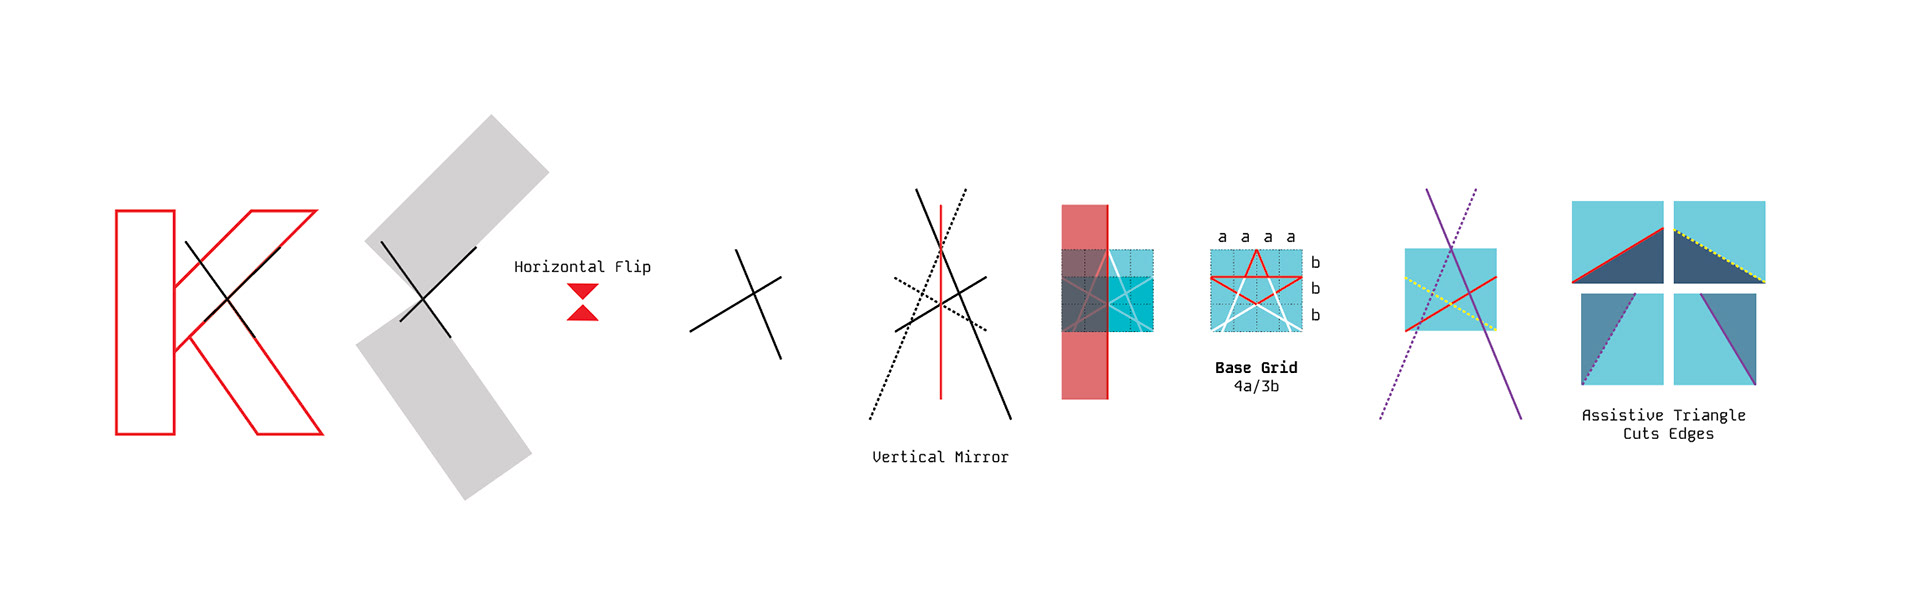 K
Horizontal Flip
Vertical Mirror
a a a a
b
b
b
Base Grid
4a/3b
Assistive Triangle
Cuts Edges